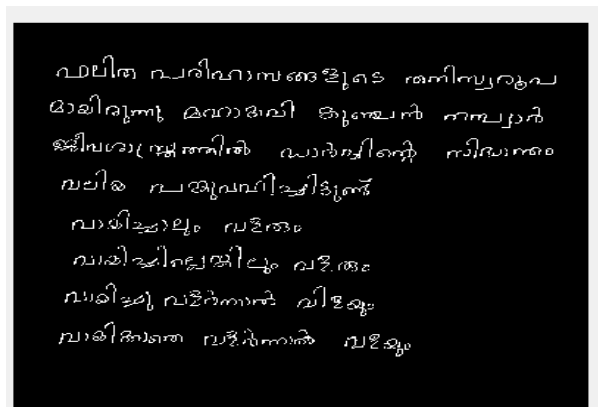 ഫലിത പരിഹാസങ്ങളുടെ തനിസ്വരൂപ
മായിരുന്നു മഹാകവി കുഞ്ചൻ നമ്പ്യാർ
ജീവശാസ്ത്രത്തിൽ ഡാർവ്വിന്റെ സിദ്ധാന്തം
വലിയ പങ്കുവഹിച്ചിട്ടുണ്ട്
വായിച്ചാലും വളരും
വായിച്ചില്ലെങ്കിലും വളരും
വായിച്ചു വളർന്നാൽ വിളയും
വായിക്കാതെ വളർന്നാൽ വളയും